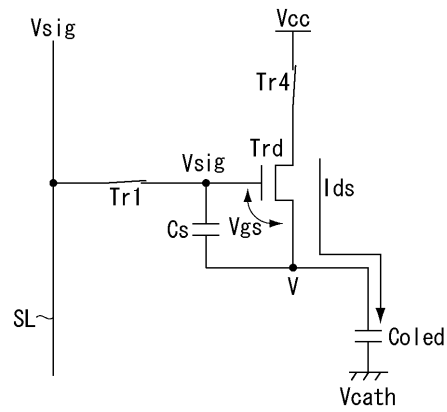 Vsig
Vcc
Tr4
Trd
Vsig
Tr1
Ids
Cs
Vgs
V
SL
Coled
Vcath